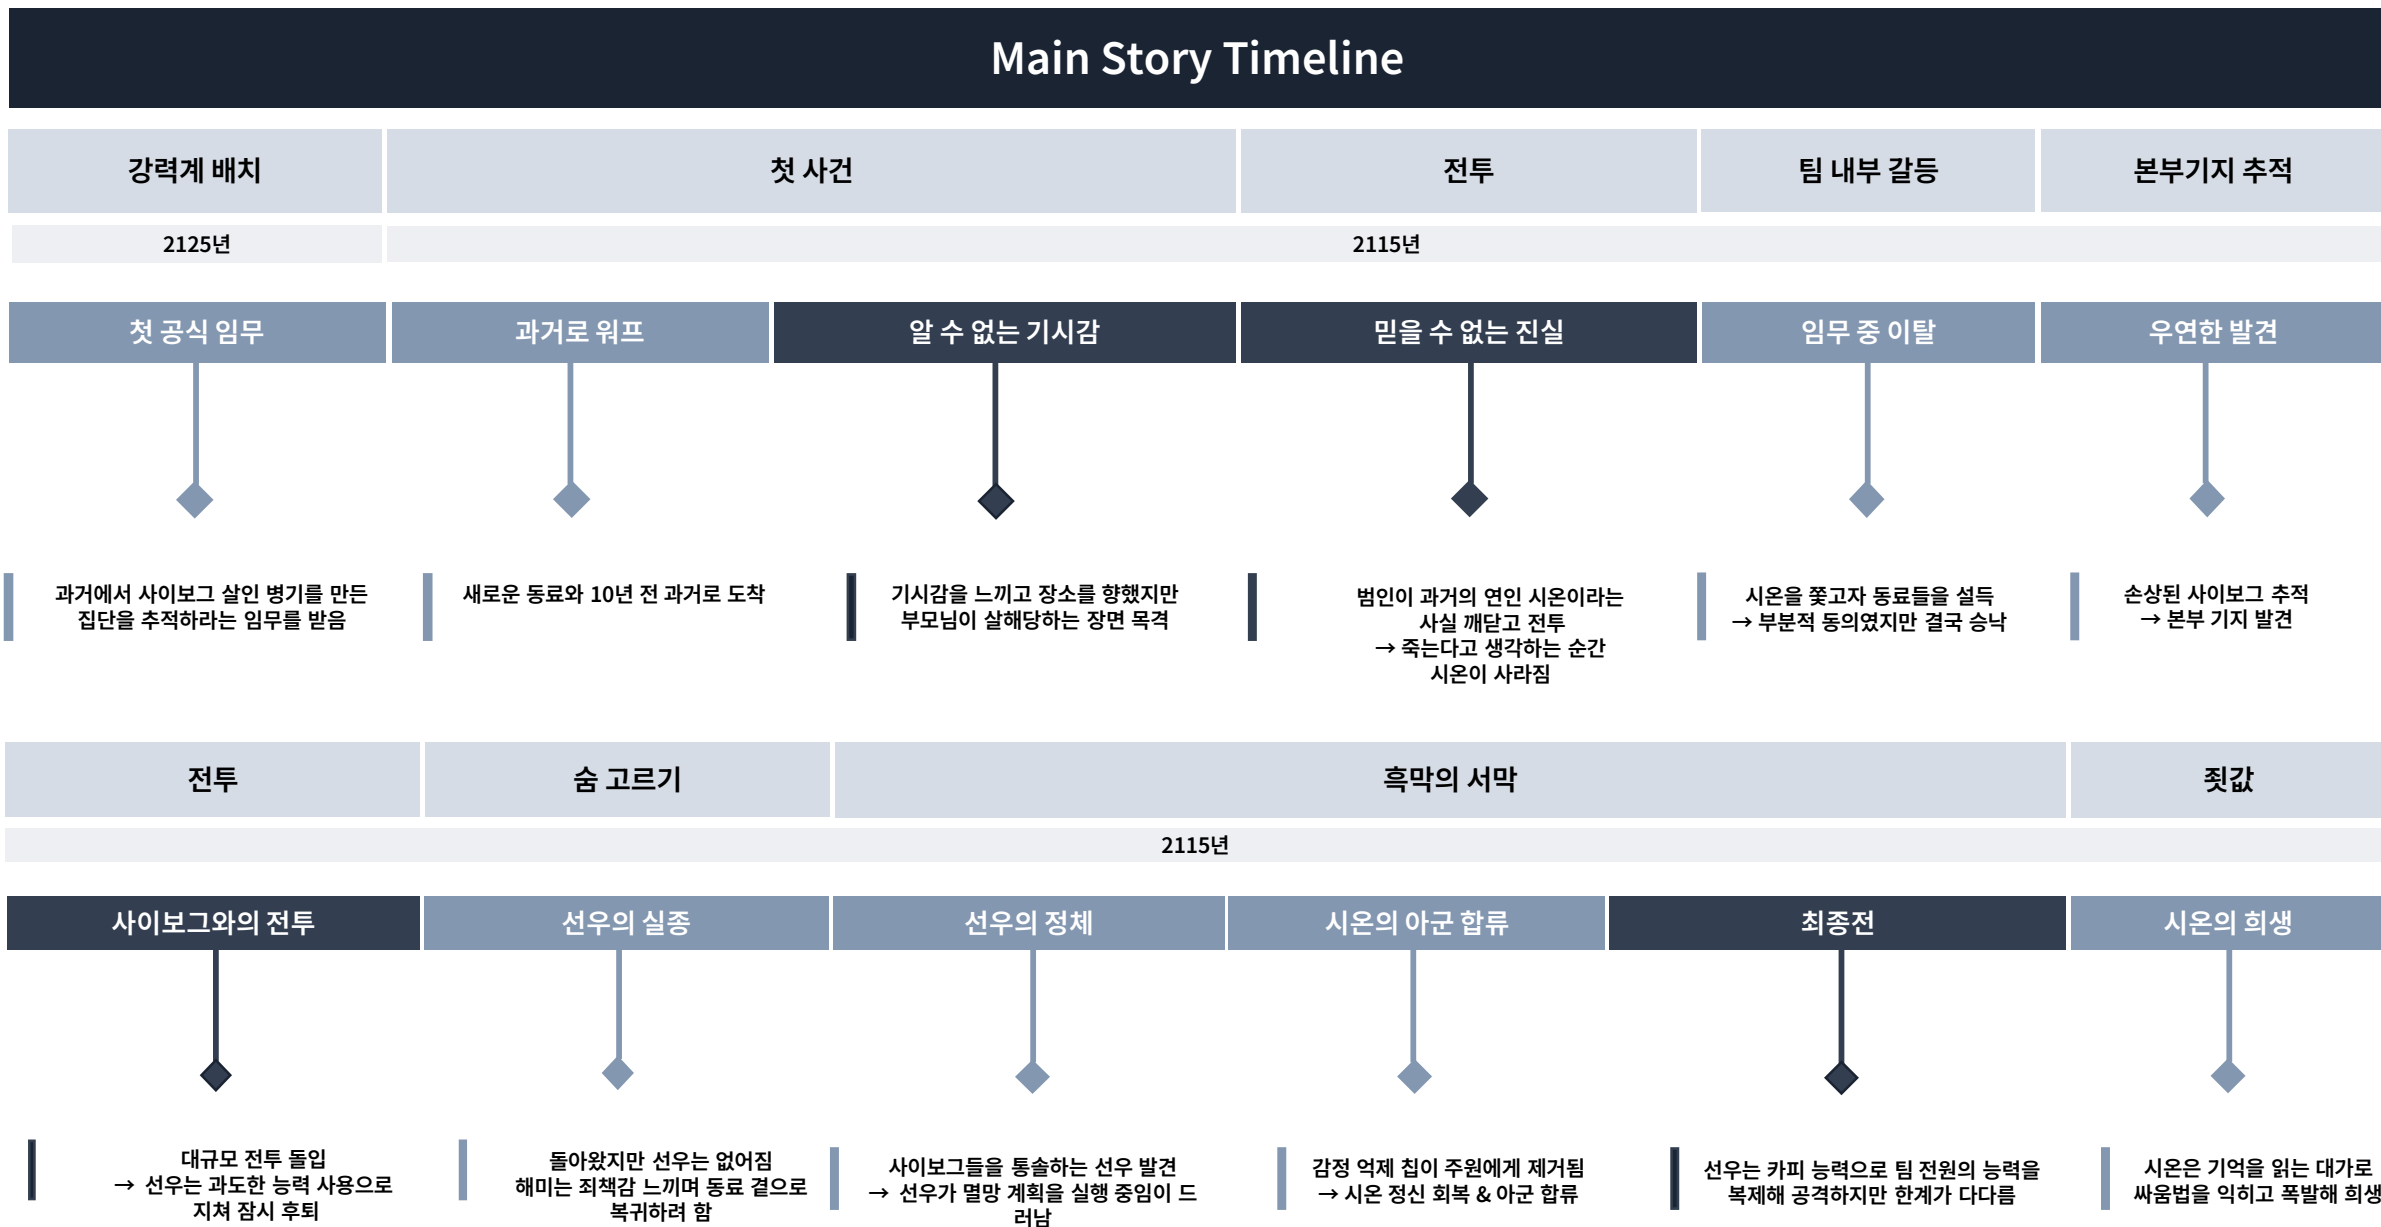 Main Story Timeline
강력계 배치
첫 사건
전투
팀 내부 갈등
본부기지 추적
2125년
2115년
첫 공식 임무
과거로 워프
알 수 없는 기시감
믿을 수 없는 진실
임무 중 이탈
우연한 발견
과거에서 사이보그 살인 병기를 만든
집단을 추적하라는 임무를 받음
새로운 동료와 10년 전 과거로 도착
기시감을 느끼고 장소를 향했지만
부모님이 살해당하는 장면 목격
범인이 과거의 연인 시온이라는
사실 깨닫고 전투
→ 죽는다고 생각하는 순간
시온이 사라짐
시온을 쫓고자 동료들을 설득
→ 부분적 동의였지만 결국 승낙
손상된 사이보그 추적
→ 본부 기지 발견
전투
숨 고르기
흑막의 서막
죗값
2115년
사이보그와의 전투
선우의 실종
선우의 정체
시온의 아군 합류
최종전
시온의 희생
대규모 전투 돌입
→ 선우는 과도한 능력 사용으로
지쳐 잠시 후퇴
돌아왔지만 선우는 없어짐
해미는 죄책감 느끼며 동료 곁으로
복귀하려 함
사이보그들을 통솔하는 선우 발견
→ 선우가 멸망 계획을 실행 중임이 드
러남
감정 억제 칩이 주원에게 제거됨
→ 시온 정신 회복 & 아군 합류
선우는 카피 능력으로 팀 전원의 능력을
복제해 공격하지만 한계가 다다름
시온은 기억을 읽는 대가로
싸움법을 익히고 폭발해 희생